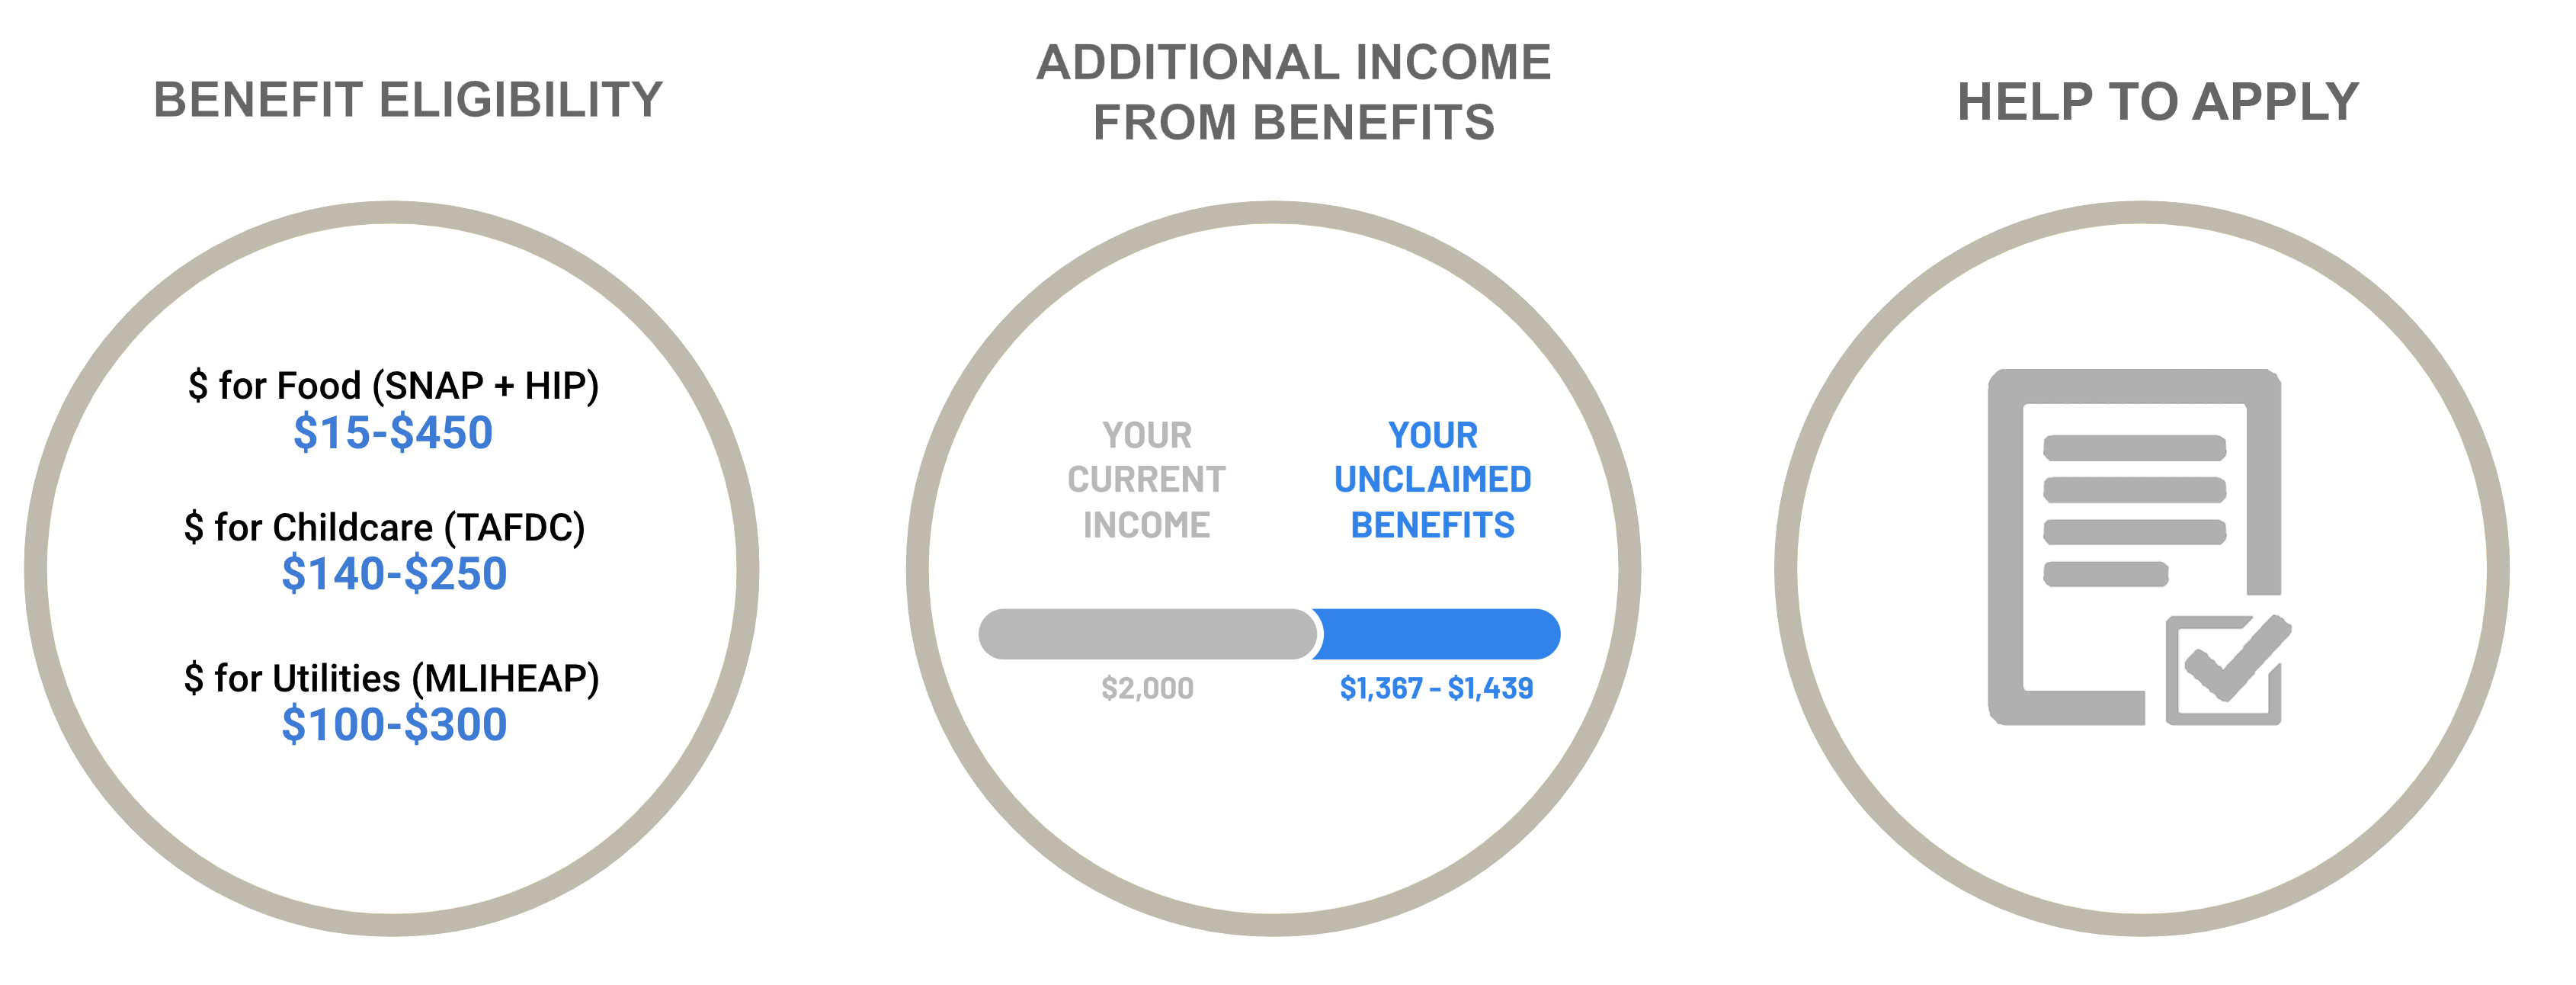 BENEFIT ELIGIBILITY
$ for Food (SNAP + HIP)
$15-$450
$ for Childcare (TAFDC)
$140-$250
$ for Utilities (MLIHEAP)
$100-$300
ADDITIONAL INCOME
FROM BENEFITS
YOUR
CURRENT
INCOME
$2,000
YOUR
UNCLAIMED
BENEFITS
$1,367 - $1,439
HELP TO APPLY